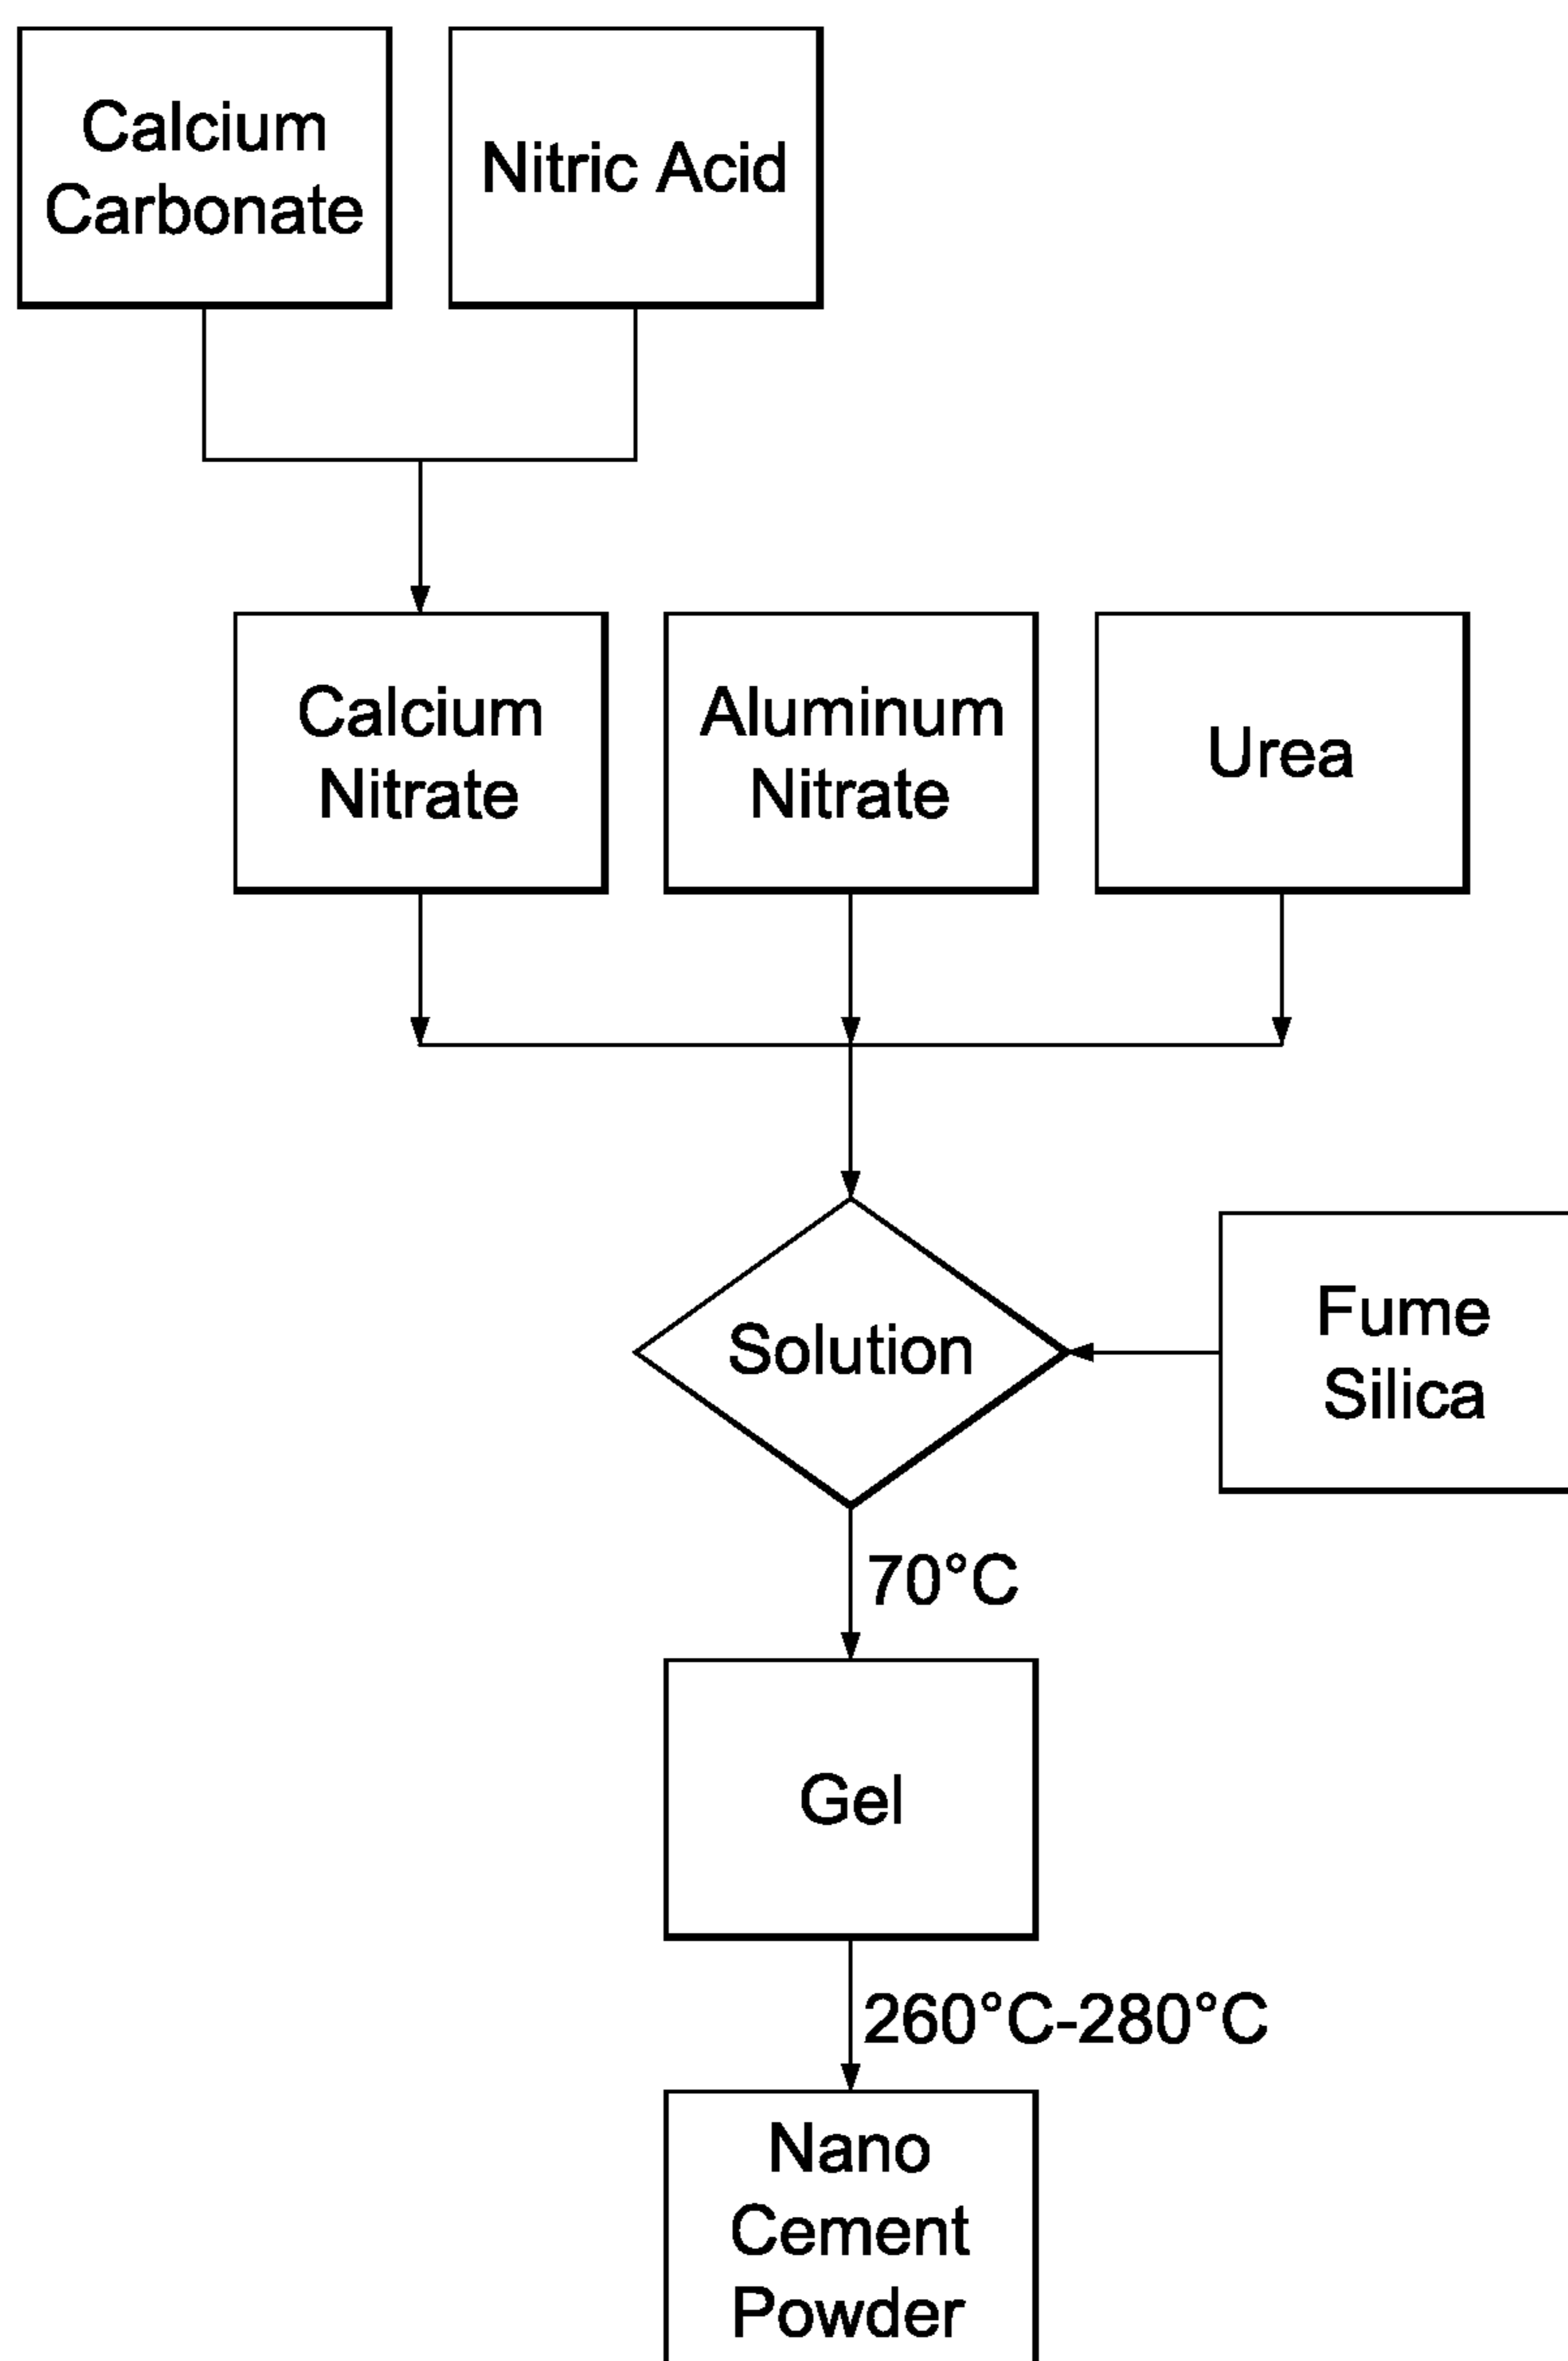 Calcium
Carbonate
Nitric Acid
Calcium
Nitrate
Aluminum
Nitrate
Urea
Solution
Fume
Silica
70°C
Gel
260°C-280°C
Nano
Cement
Powder